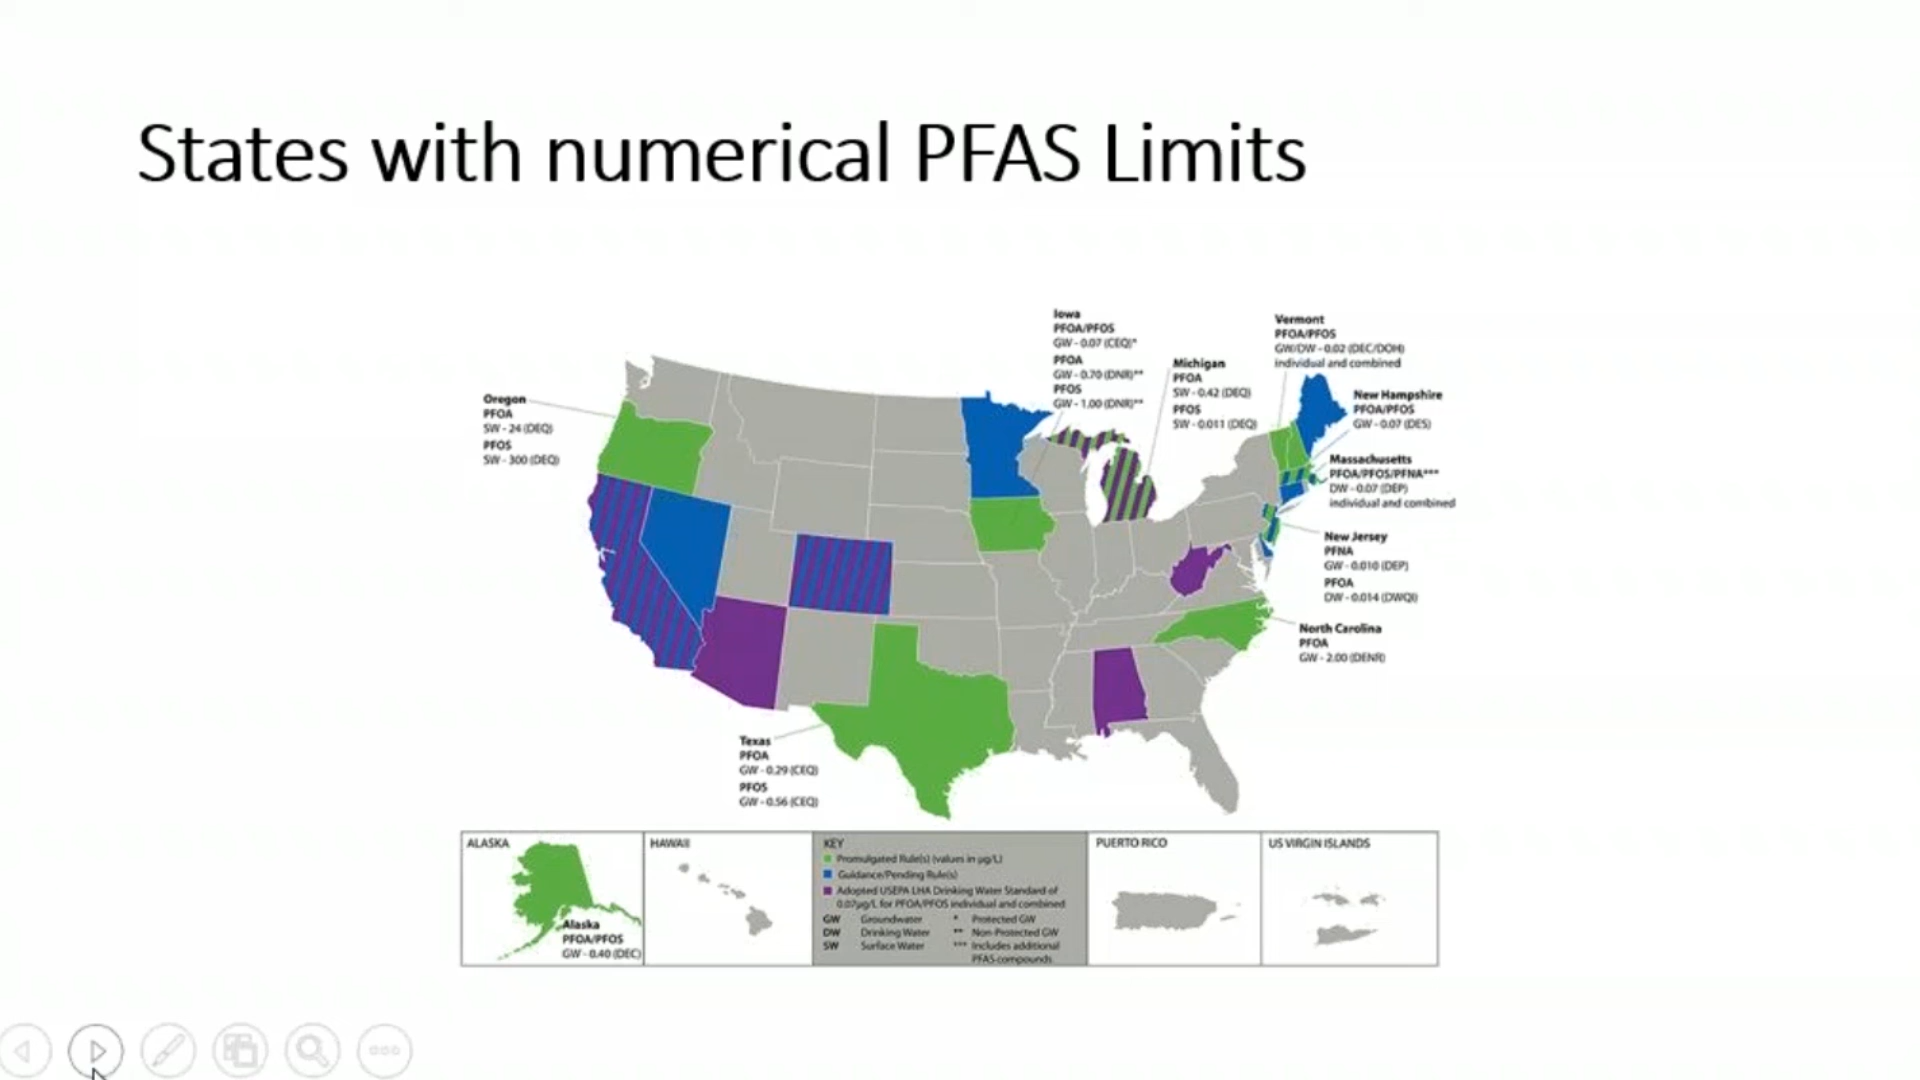 States with numerical PFAS Limits
Iowa
PFOA/PFOS
GW - 0.07 (CEQ)*
PFOA
GW - 0.70 (DNR)**
PFOS
GW - 1.00 (DNR)**
Michigan
PFOA
SW - 0.42 (DEQ)
PFOS
SW - 0.011 (DEQ)
Vermont
PFOA/PFOS
GW/DW - 0.02 (DEC/DOH)
individual and combined
New Hampshire
PFOA/PFOS
GW - 0.07 (DES)
Massachusetts
PFOA/PFOS/PFNA***
DW - 0.07 (DEP)
individual and combined
New Jersey
PFNA
GW - 0.010 (DEP)
PFOA
DW - 0.014 (DWQI)
North Carolina
PFOA
GW - 2.00 (DENR)
Oregon
PFOA
SW - 24 (DEQ)
PFOS
SW - 300 (DEQ)
Texas
PFOA
GW - 0.29 (CEQ)
PFOS
GW - 0.56 (CEQ)
ALASKA
Alaska
PFOA/PFOS
GW - 0.40 (DEC)
HAWAII
KEY
Promulgated Rule(s) (values in µg/L)
Guidance/Pending Rule(s)
Adopted USEPA LHA Drinking Water Standard of
0.07µg/L for PFOA/PFOS individual and combined
GW Groundwater * Protected GW
DW Drinking Water ** Non-Protected GW
SW Surface Water *** Includes additional
PFAS compounds
PUERTO RICO
US VIRGIN ISLANDS